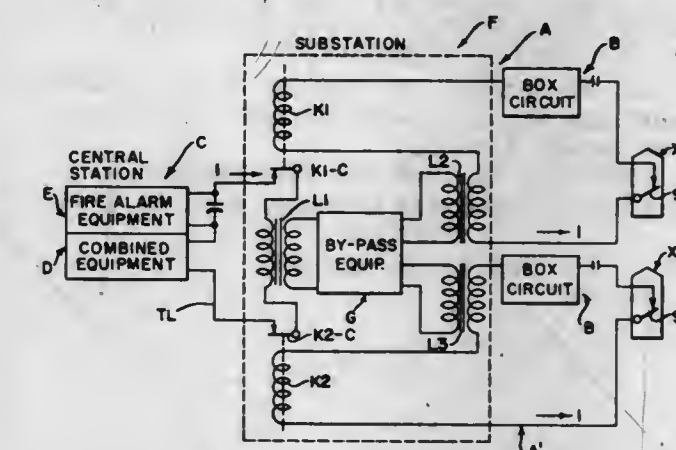 SUBSTATION
F
A
B
BOX
CIRCUIT
K1
C
CENTRAL
STATION
I
K1-C
L2
X
E
FIRE ALARM
EQUIPMENT
L1
BY-PASS
EQUIP.
I
COMBINED
EQUIPMENT
D
BOX
CIRCUIT
X
TL
G
K2-C
L3
B
K2
I
A'